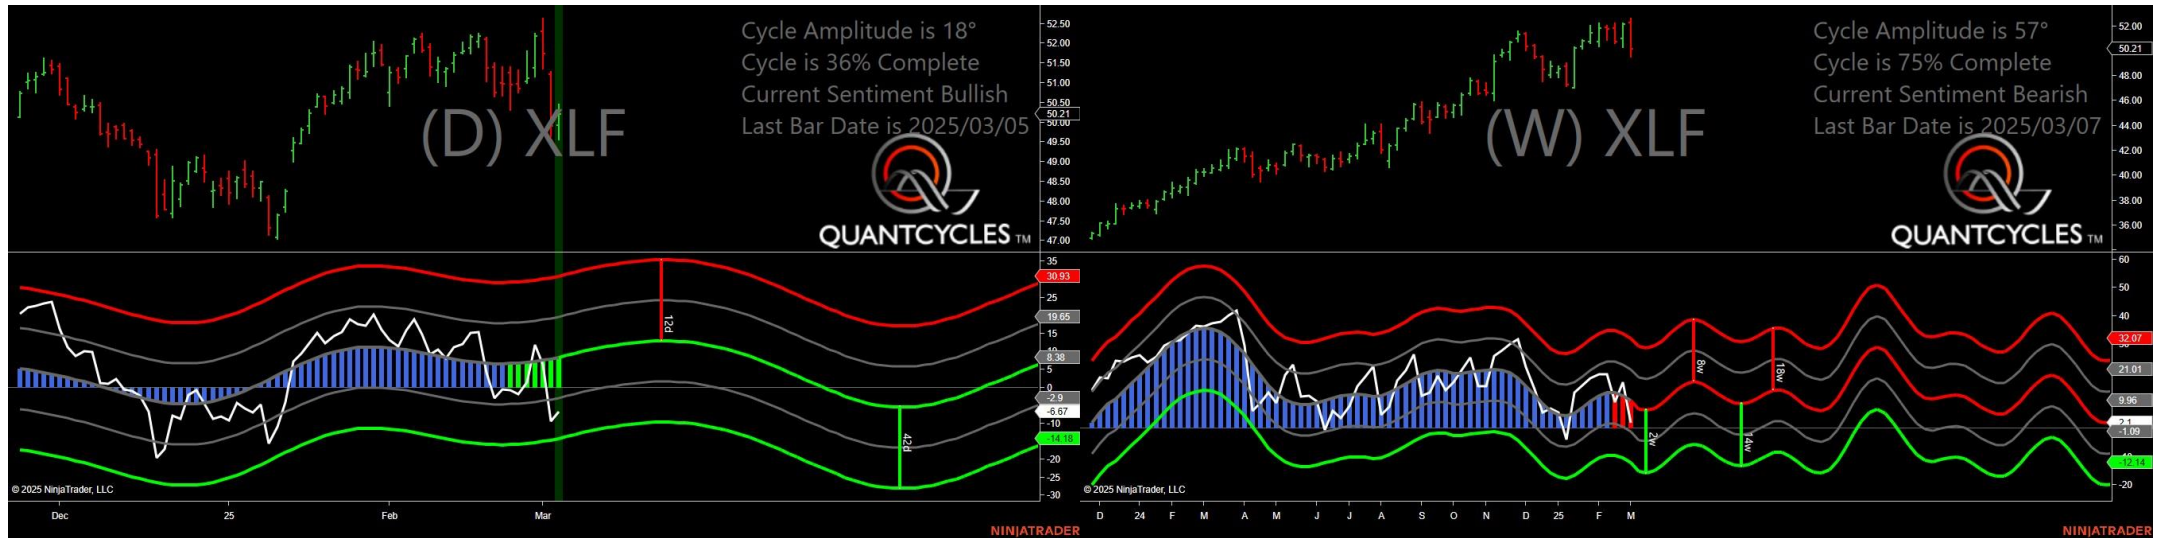 Cycle Amplitude is 18°
Cycle is 36% Complete
Current Sentiment Bullish
Last Bar Date is 2025/03/05
(D) XLF
QUANTCYCLES TM
52.50
52.00
51.50
51.00
50.50
50.21
50.00
49.50
49.00
48.50
48.00
47.50
47.00
35
30.93
25
19.65
15
8.38
5
0
-2.9
-6.67
-10
-14.18
-20
-25
-30
12d
42d
© 2025 NinjaTrader, LLC
Dec
25
Feb
Mar
NINJATRADER
Cycle Amplitude is 57°
Cycle is 75% Complete
Current Sentiment Bearish
Last Bar Date is 2025/03/07
(W) XLF
QUANTCYCLES TM
52.00
50.21
48.00
46.00
44.00
42.00
40.00
38.00
36.00
60
50
40
32.07
21.01
9.96
2.1
-1.09
-12.14
-20
8w
18w
2w
14w
© 2025 NinjaTrader, LLC
D 24 F M A M J J A S O N D 25 F M
NINJATRADER